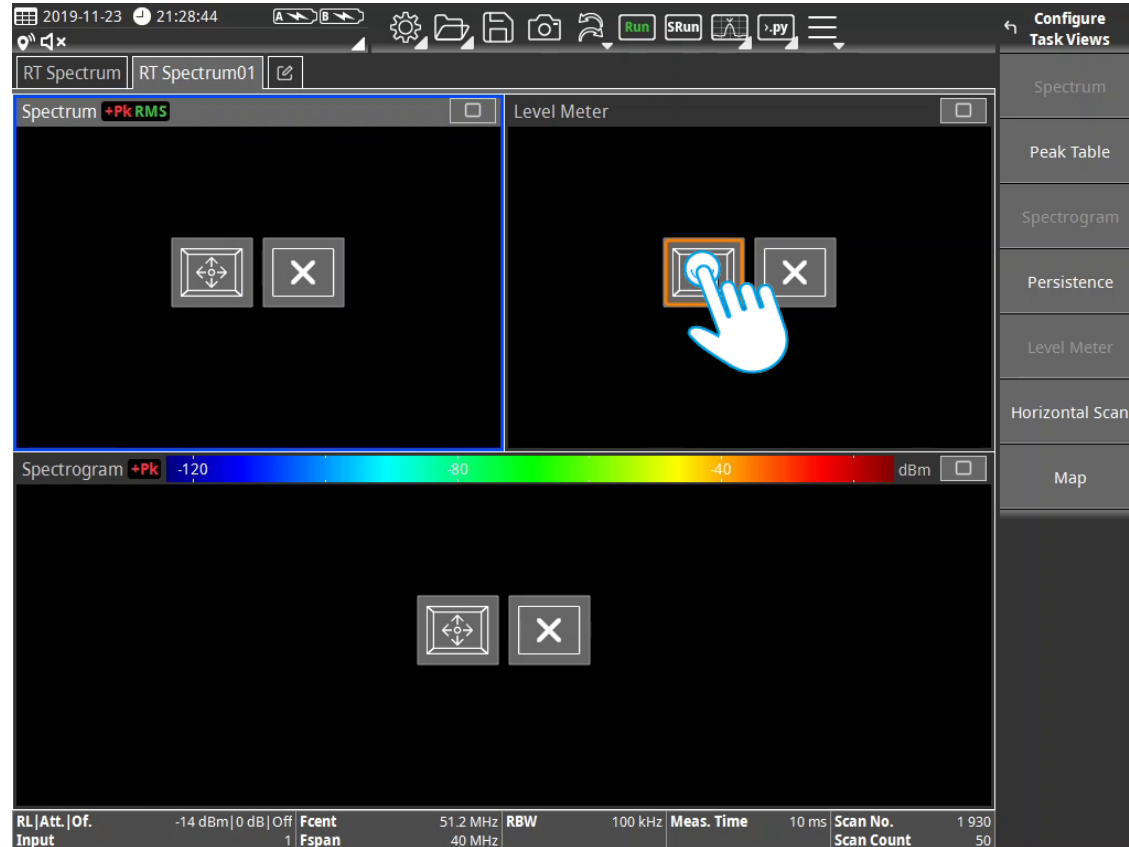 2019-11-23 21:28:44 A B
Run SRun >.py
Configure
Task Views
RT Spectrum RT Spectrum01
Spectrum +Pk RMS
Level Meter
Spectrogram +Pk -120 -80 -40 dBm
Spectrum
Peak Table
Spectrogram
Persistence
Level Meter
Horizontal Scan
Map
RL|Att.|Of. -14 dBm|0 dB|Off Fcent 51.2 MHz RBW 100 kHz Meas. Time 10 ms Scan No. 1 930
Input 1 Fspan 40 MHz Scan Count 50